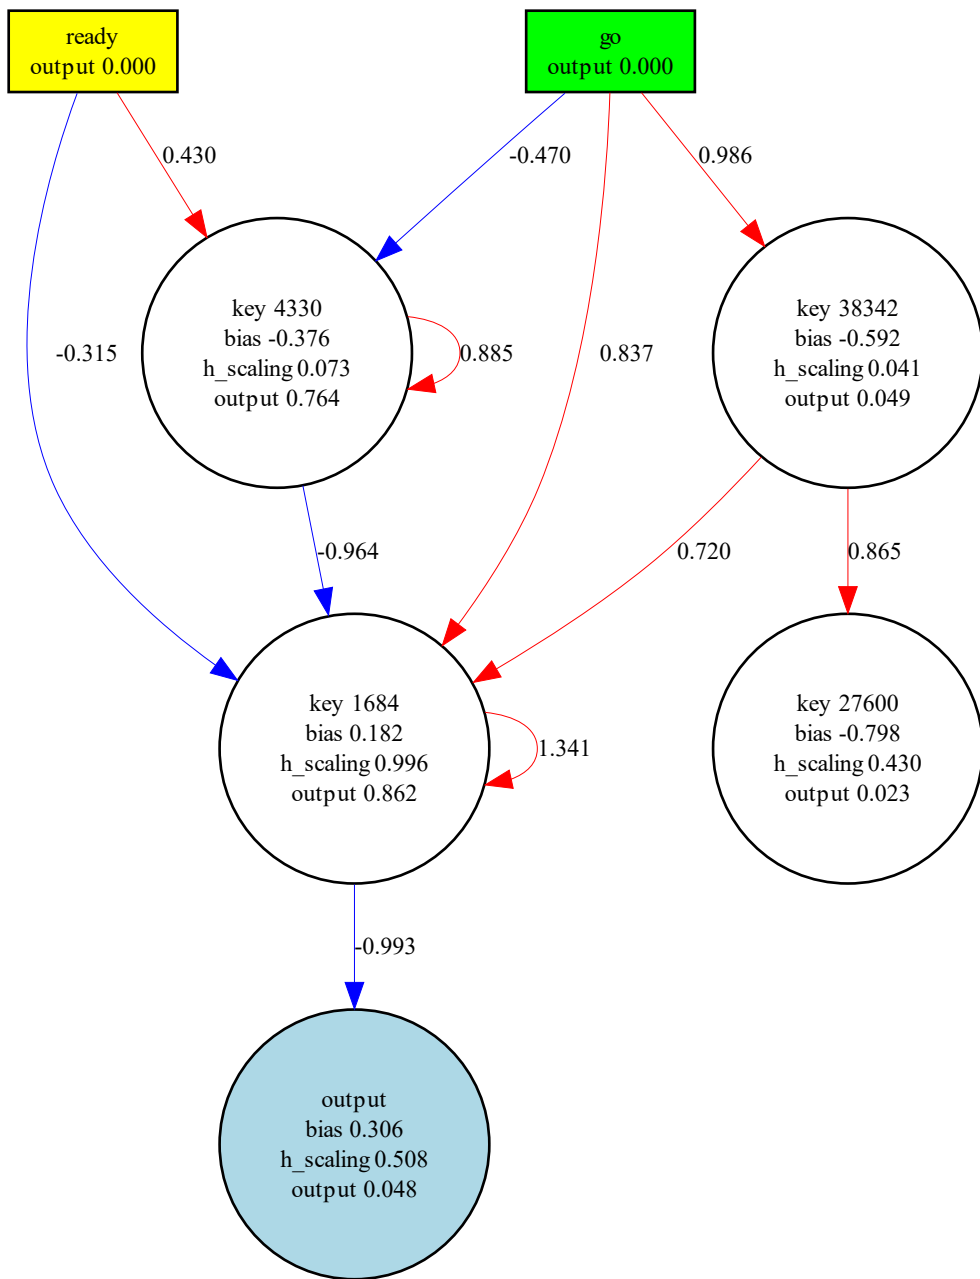 ready
output 0.000
go
output 0.000
0.430
-0.470
0.986
key 4330
bias -0.376
h_scaling 0.073
output 0.764
key 38342
bias -0.592
h_scaling 0.041
output 0.049
-0.315
0.885
0.837
-0.964
0.720
0.865
key 1684
bias 0.182
h_scaling 0.996
output 0.862
1.341
key 27600
bias -0.798
h_scaling 0.430
output 0.023
-0.993
output
bias 0.306
h_scaling 0.508
output 0.048